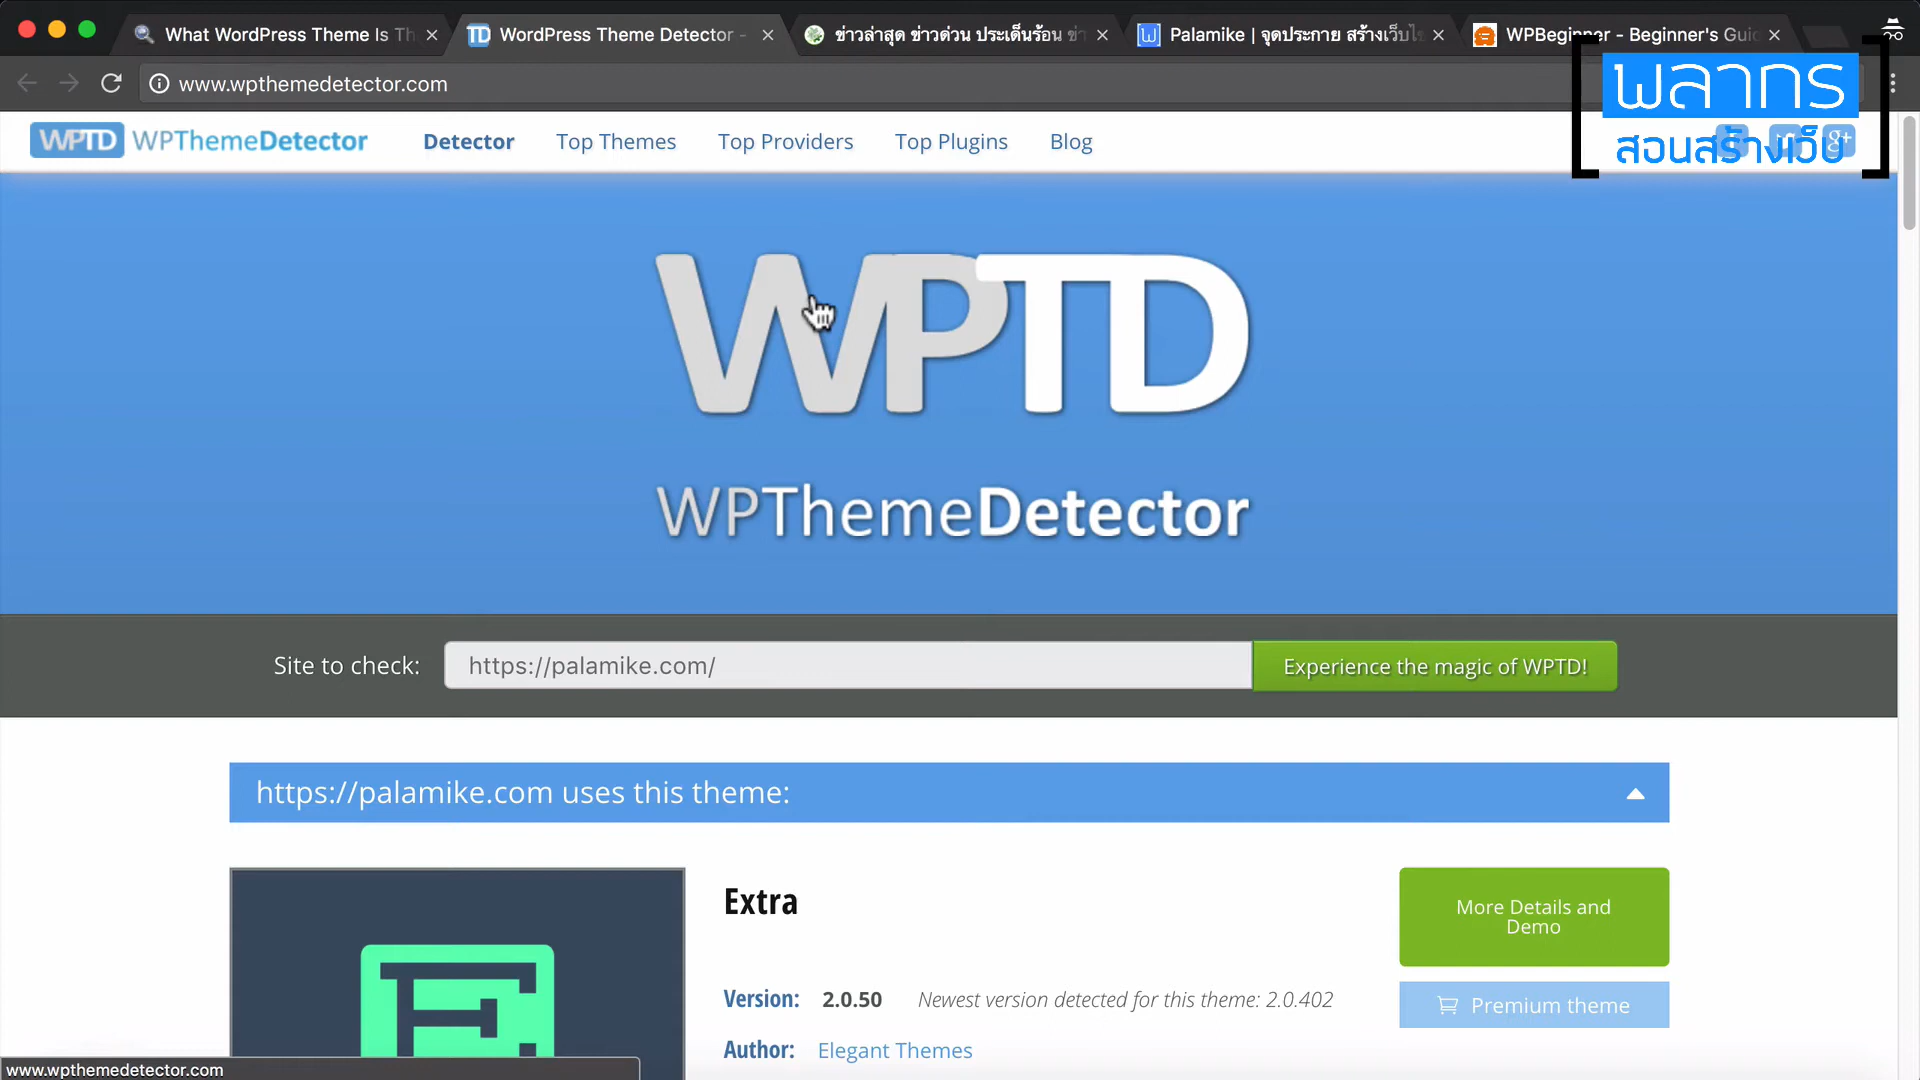 What WordPress Theme Is Th
WordPress Theme Detector -
ข่าวล่าสุด ข่าวด่วน ประเด็นร้อน ข่า
Palamike | จุดประกาย สร้างเว็บไซ
WPBeginner - Beginner's Guid
www.wpthemedetector.com
WPTD WPThemeDetector
Detector
Top Themes
Top Providers
Top Plugins
Blog
พลากร
สอนสร้างเว็บ
g+
WPTD
WPThemeDetector
Site to check:
https://palamike.com/
Experience the magic of WPTD!
https://palamike.com uses this theme:
Extra
More Details and
Demo
Version: 2.0.50 Newest version detected for this theme: 2.0.402
Premium theme
Author: Elegant Themes
www.wpthemedetector.com